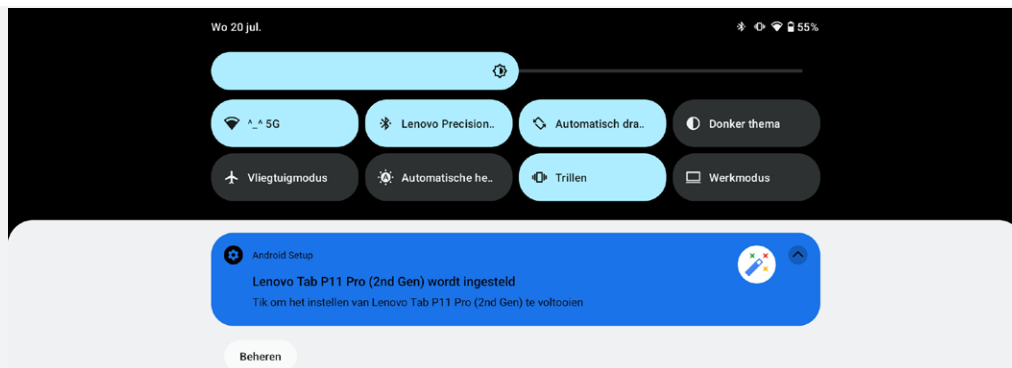 Wo 20 jul.
55%
^_^ 5G
Lenovo Precision..
Automatisch dra..
Donker thema
Vliegtuigmodus
Automatische he..
Trillen
Werkmodus
Android Setup
Lenovo Tab P11 Pro (2nd Gen) wordt ingesteld
Tik om het instellen van Lenovo Tab P11 Pro (2nd Gen) te voltooien
Beheren